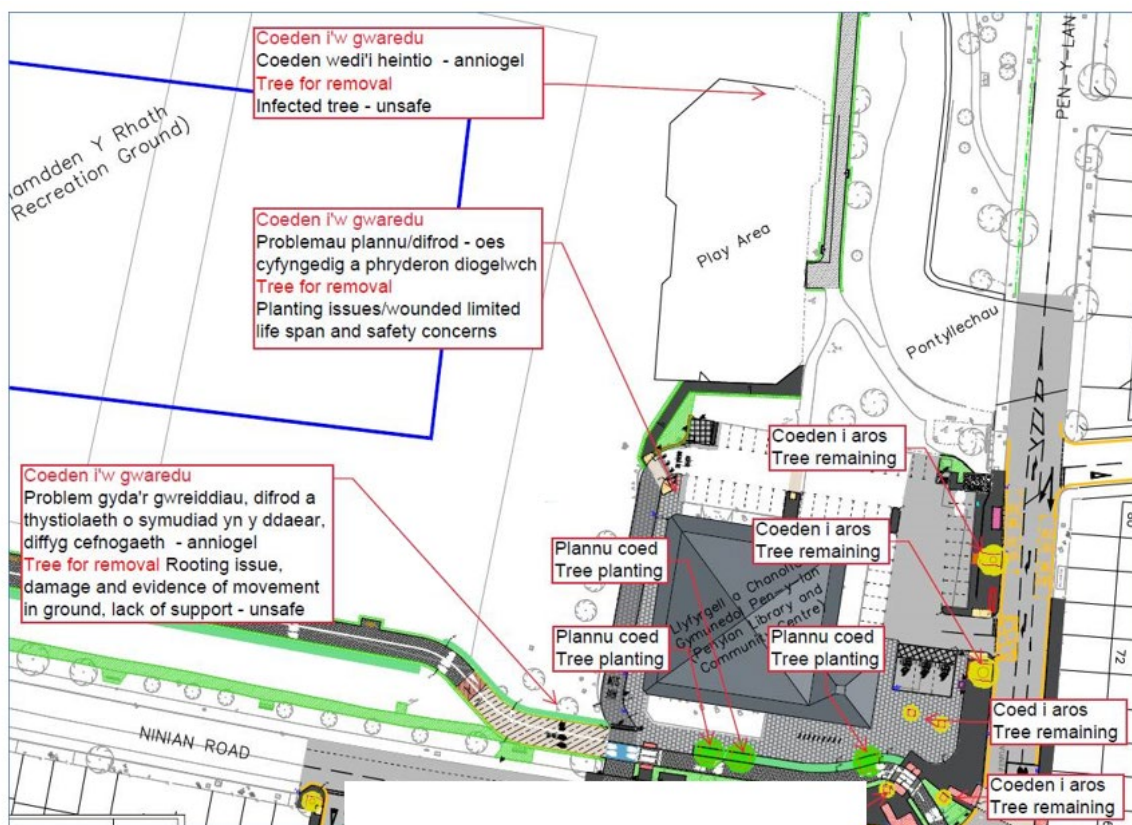 Coeden i'w gwaredu
Coeden wedi'i heintio - anniogel
Tree for removal
Infected tree - unsafe
PEN-Y-LAN
amdden Y Rhath
Recreation Ground)
Coeden i'w gwaredu
Problemau plannu/difrod - oes
cyfyngedig a phryderon diogelwch
Tree for removal
Planting issues/wounded limited
life span and safety concerns
Play Area
Pontyllechau
Coeden i aros
Tree remaining
Coeden i'w gwaredu
Problem gyda'r gwreiddiau, difrod a
thystiolaeth o symudiad yn y ddaear,
diffyg cefnogaeth - anniogel
Tree for removal Rooting issue,
damage and evidence of movement
in ground, lack of support - unsafe
Coeden i aros
Tree remaining
Plannu coed
Tree planting
Llyfyrgell a Chanolfan
Gymunedol Pen-y-lan
(Penylan Library and
Community Centre)
Plannu coed
Tree planting
Plannu coed
Tree planting
80
72
Coed i aros
Tree remaining
NINIAN ROAD
Coeden i aros
Tree remaining